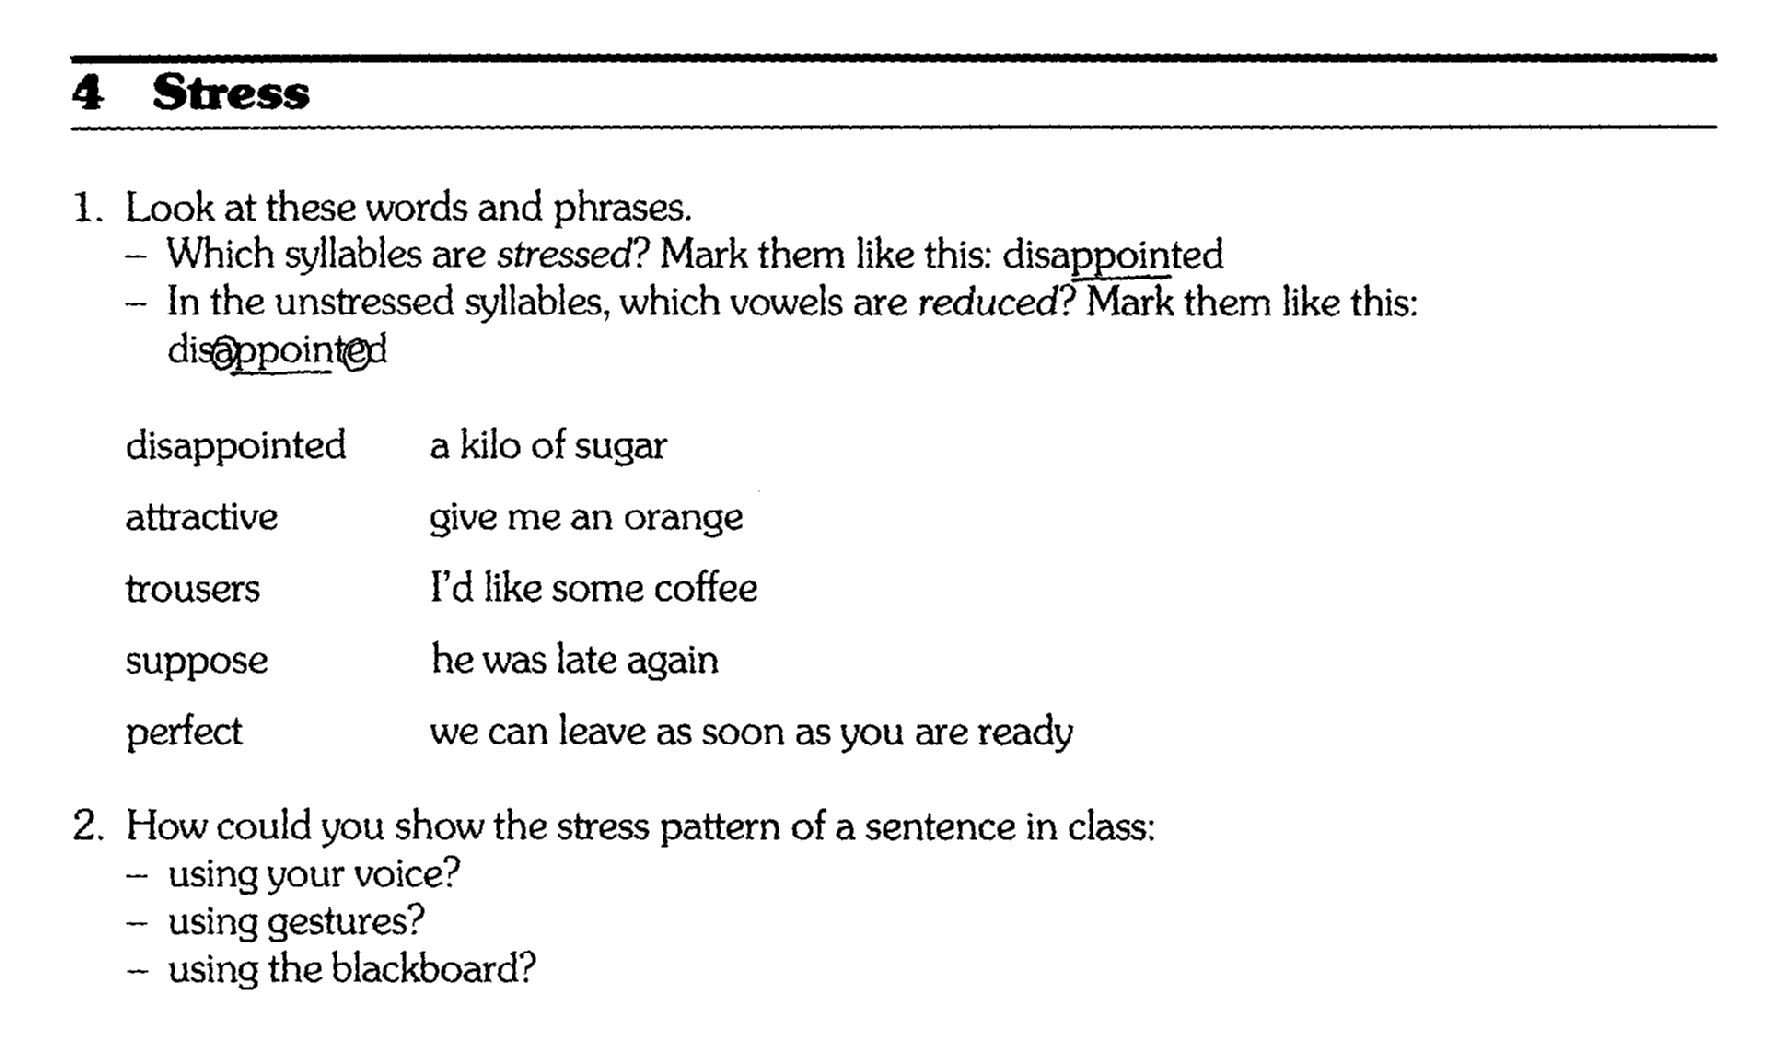 4 Stress
1. Look at these words and phrases.
– Which syllables are stressed? Mark them like this: disappointed
– In the unstressed syllables, which vowels are reduced? Mark them like this:
disappointed
disappointed a kilo of sugar
attractive give me an orange
trousers I'd like some coffee
suppose he was late again
perfect we can leave as soon as you are ready
2. How could you show the stress pattern of a sentence in class:
– using your voice?
– using gestures?
– using the blackboard?